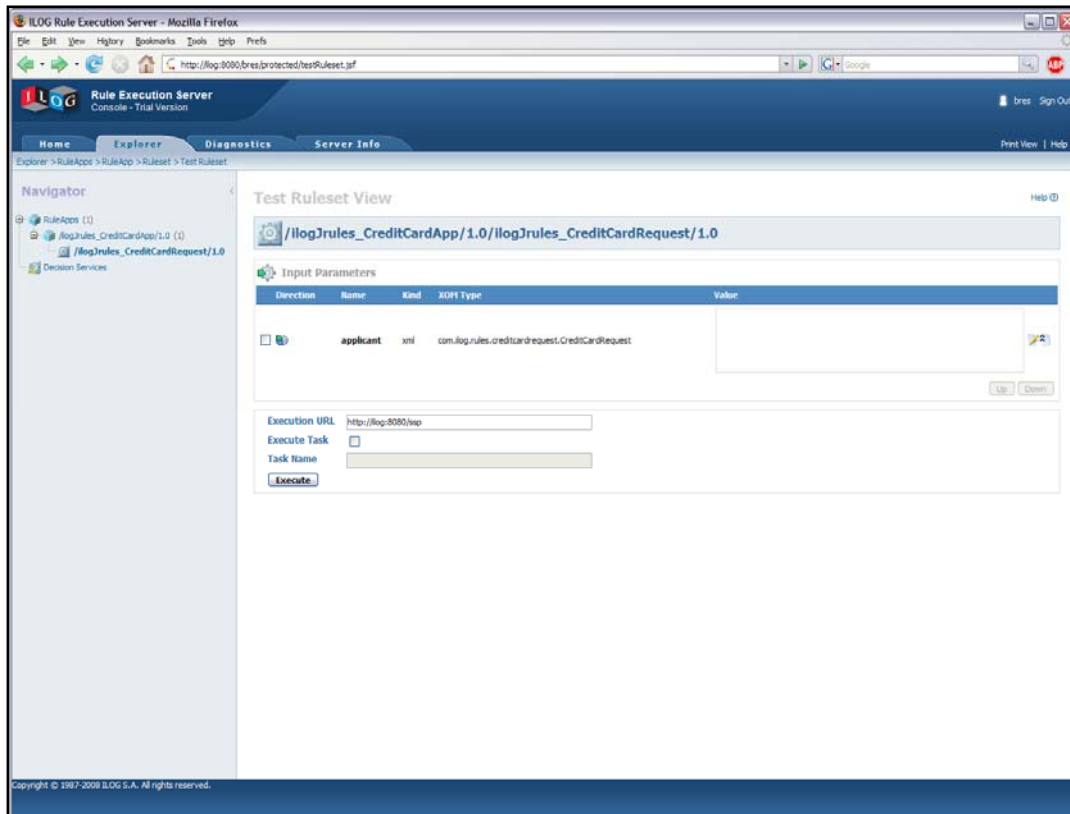 ILOG Rule Execution Server - Mozilla Firefox
File Edit View History Bookmarks Tools Help Prefs
http://ilog:8080/bres/protected/testRuleset.jsf
Google
ABP
ILOG
Rule Execution Server
Console - Trial Version
bres Sign Out
Home Explorer Diagnostics Server Info
Print View | Help
Explorer > RuleApps > RuleApp > Ruleset > Test Ruleset
Navigator
RuleApps (1)
/ilogJrules_CreditCardApp/1.0 (1)
/ilogJrules_CreditCardRequest/1.0
Decision Services
Test Ruleset View
Help
/ilogJrules_CreditCardApp/1.0/ilogJrules_CreditCardRequest/1.0
Input Parameters
Direction Name Kind XOM Type Value
applicant xml com.ilog.rules.creditcardrequest.CreditCardRequest
Up Down
Execution URL http://ilog:8080/ssp
Execute Task
Task Name
Execute
Copyright © 1987-2008 ILOG S.A. All rights reserved.